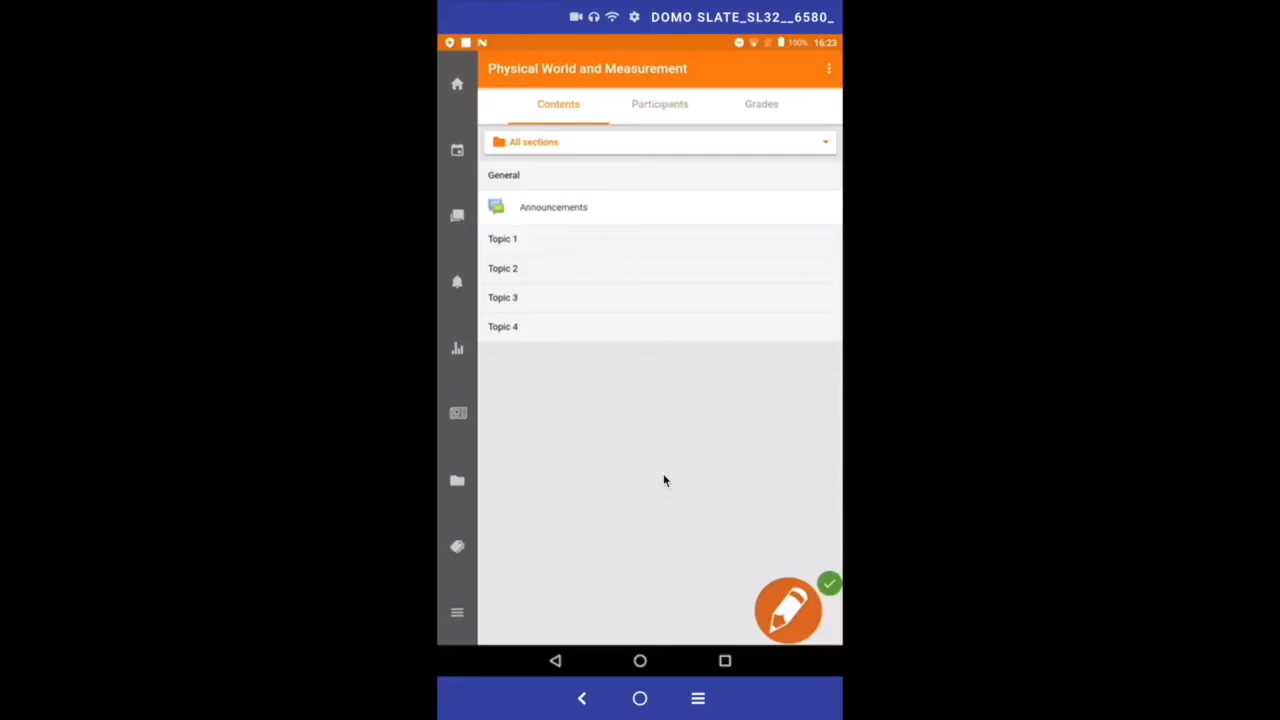 DOMO SLATE_SL32__6580_
100% 16:23
Physical World and Measurement
Contents Participants Grades
All sections
General
Announcements
Topic 1
Topic 2
Topic 3
Topic 4